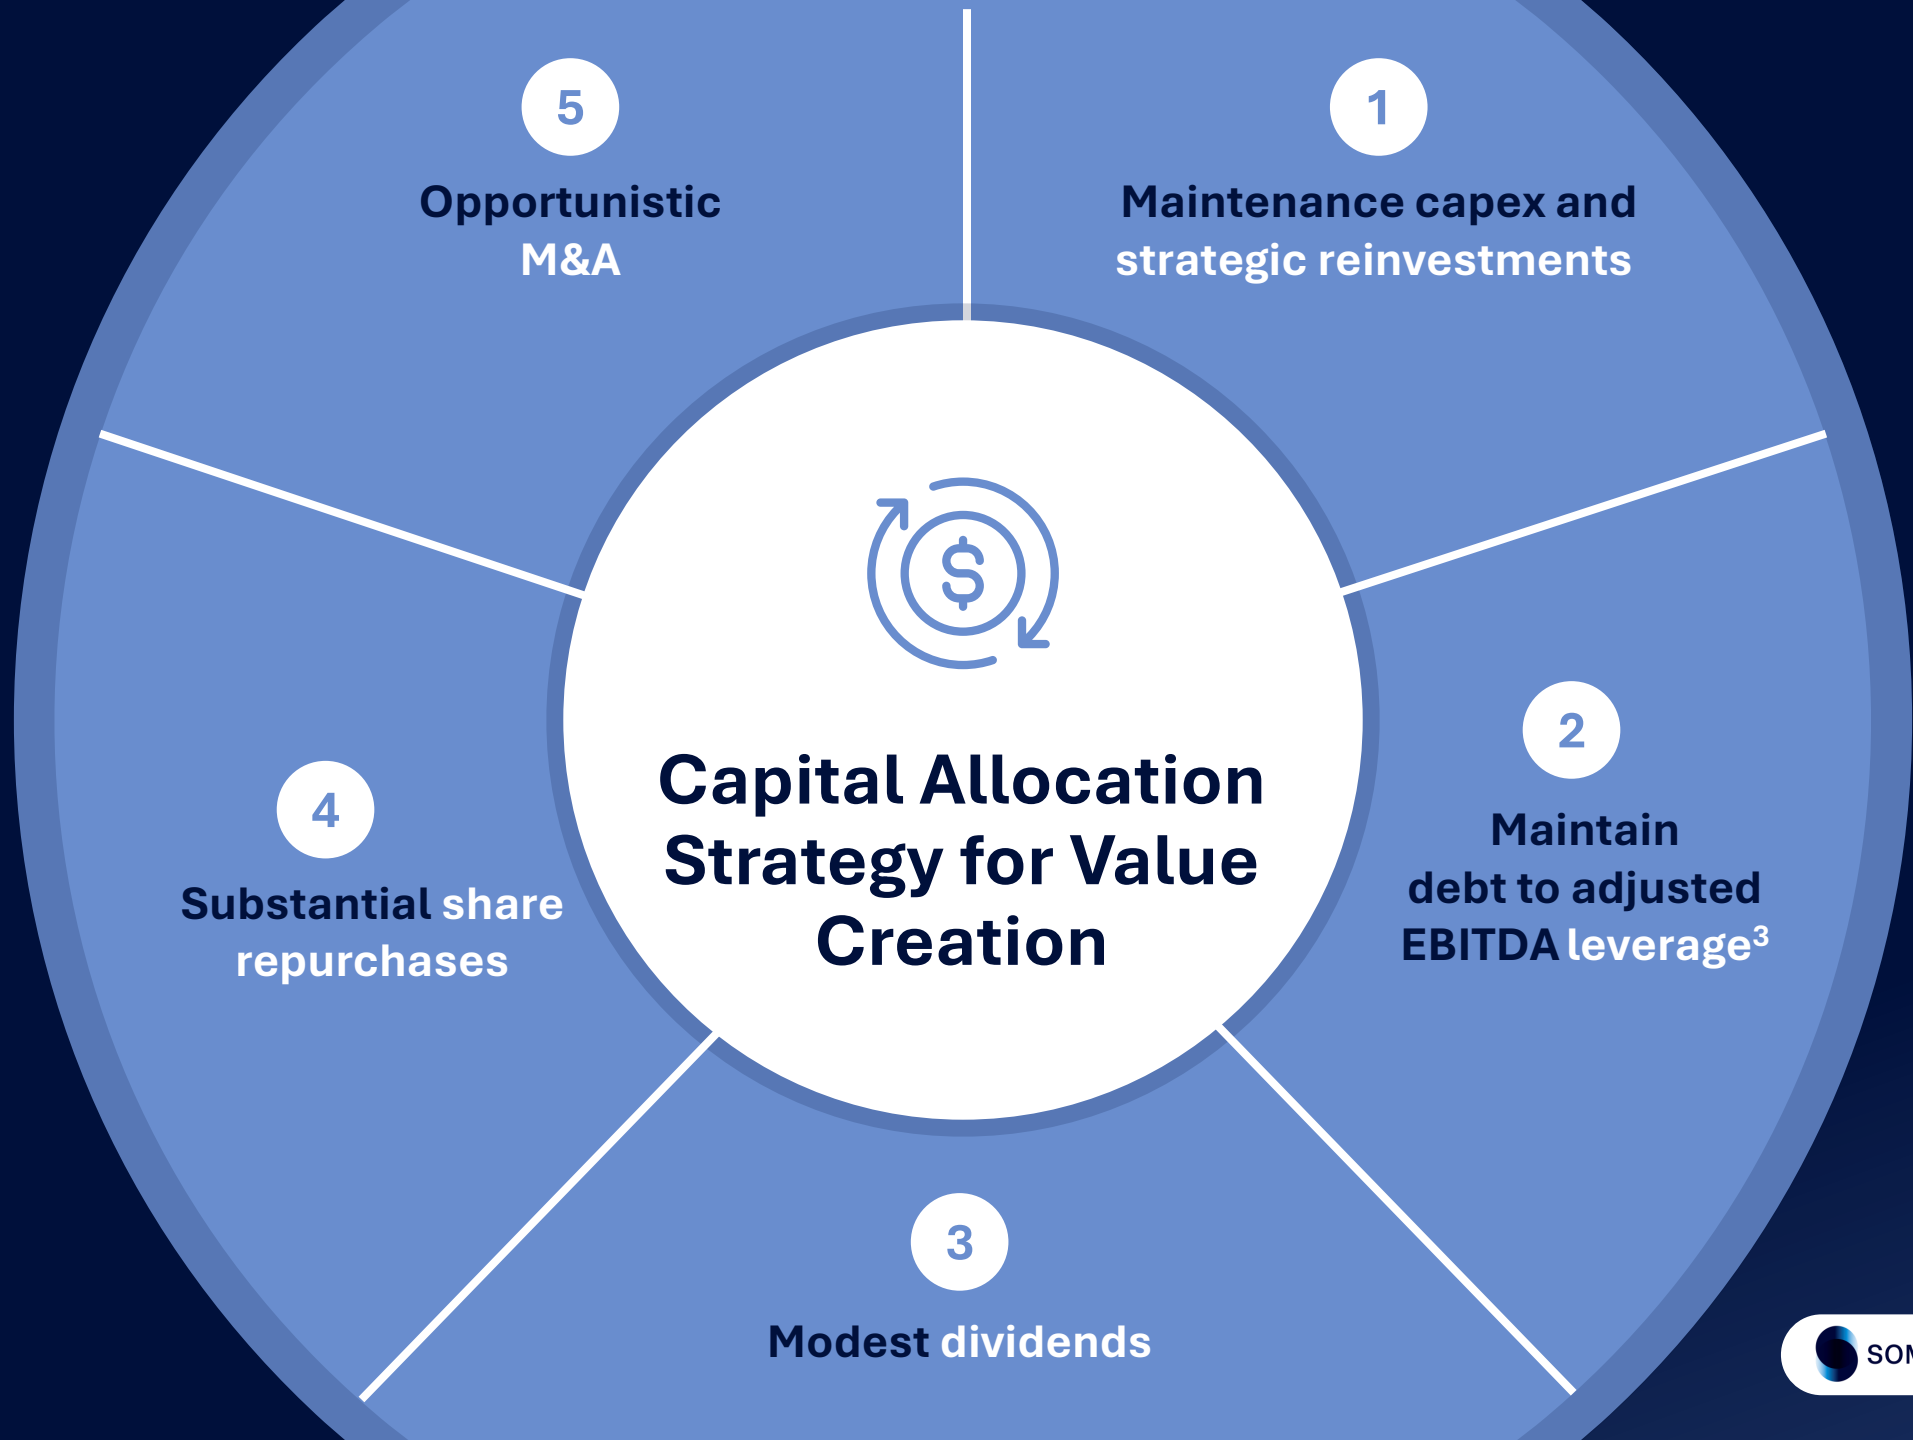 5
Opportunistic
M&A
1
Maintenance capex and
strategic reinvestments
Capital Allocation
Strategy for Value
Creation
2
Maintain
debt to adjusted
EBITDA leverage³
4
Substantial share
repurchases
3
Modest dividends